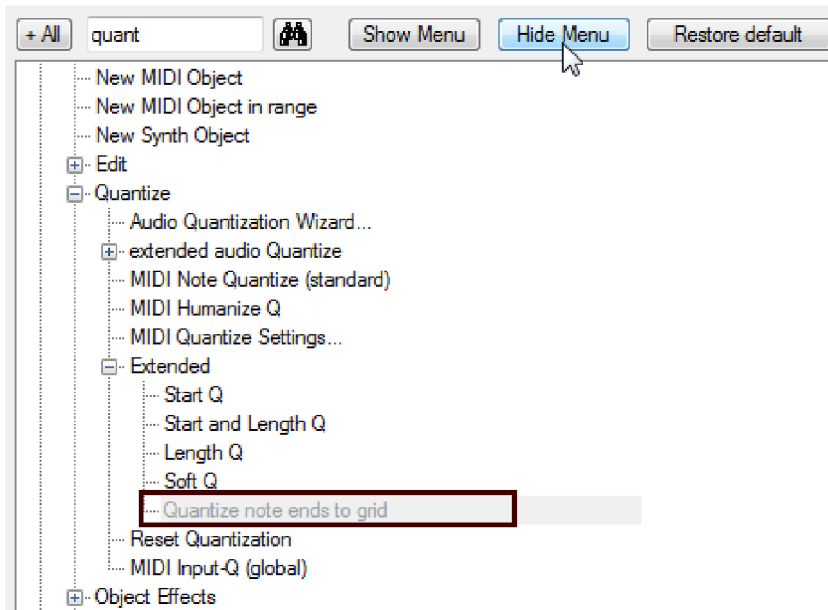 + All quant Show Menu Hide Menu Restore default
New MIDI Object
New MIDI Object in range
New Synth Object
Edit
Quantize
Audio Quantization Wizard...
extended audio Quantize
MIDI Note Quantize (standard)
MIDI Humanize Q
MIDI Quantize Settings...
Extended
Start Q
Start and Length Q
Length Q
Soft Q
Quantize note ends to grid
Reset Quantization
MIDI Input-Q (global)
Object Effects